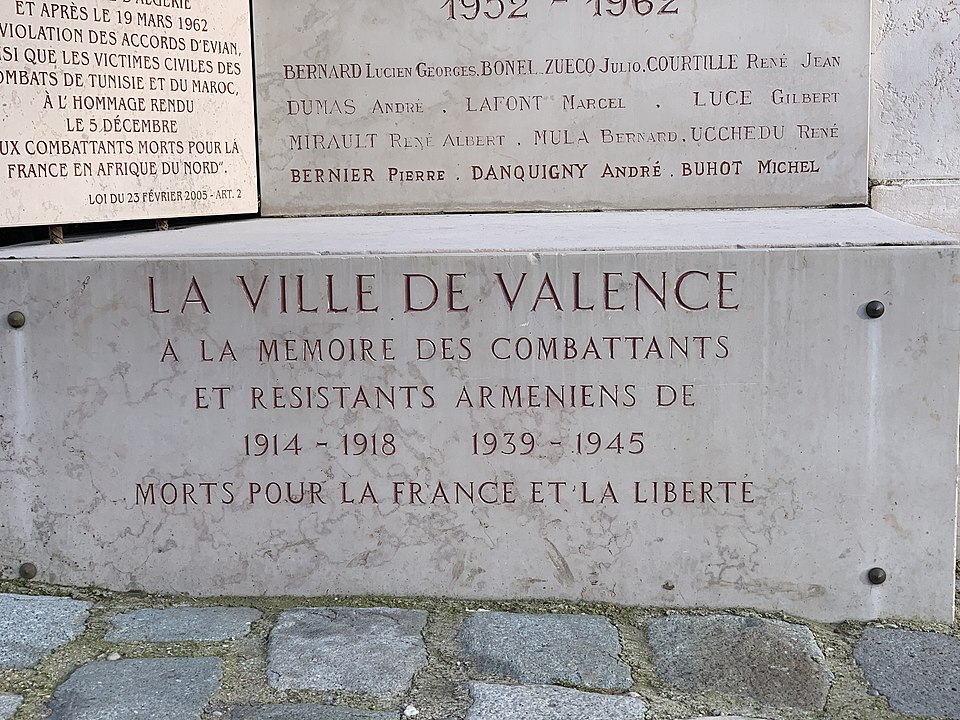 ET APRÈS LE 19 MARS 1962
VIOLATION DES ACCORDS D'EVIAN,
QUE LES VICTIMES CIVILES DES
DE TUNISIE ET DU MAROC,
À L'HOMMAGE RENDU
LE 5 DÉCEMBRE
COMBATTANTS MORTS POUR LA
FRANCE EN AFRIQUE DU NORD".
LOI DU 23 FÉVRIER 2005 - ART. 2
1952 - 1962
BERNARD LUCIEN GEORGES. BONEL. ZUECO JULIO. COURTILLE RENÉ JEAN
DUMAS ANDRÉ . LAFONT MARCEL . LUCE GILBERT
MIRAULT RENÉ ALBERT . MULA BERNARD. UCCHEDU RENÉ
BERNIER PIERRE . DANQUIGNY ANDRÉ . BUHOT MICHEL
LA VILLE DE VALENCE
A LA MEMOIRE DES COMBATTANTS
ET RESISTANTS ARMENIENS DE
1914 - 1918 1939 - 1945
MORTS POUR LA FRANCE ET LA LIBERTE